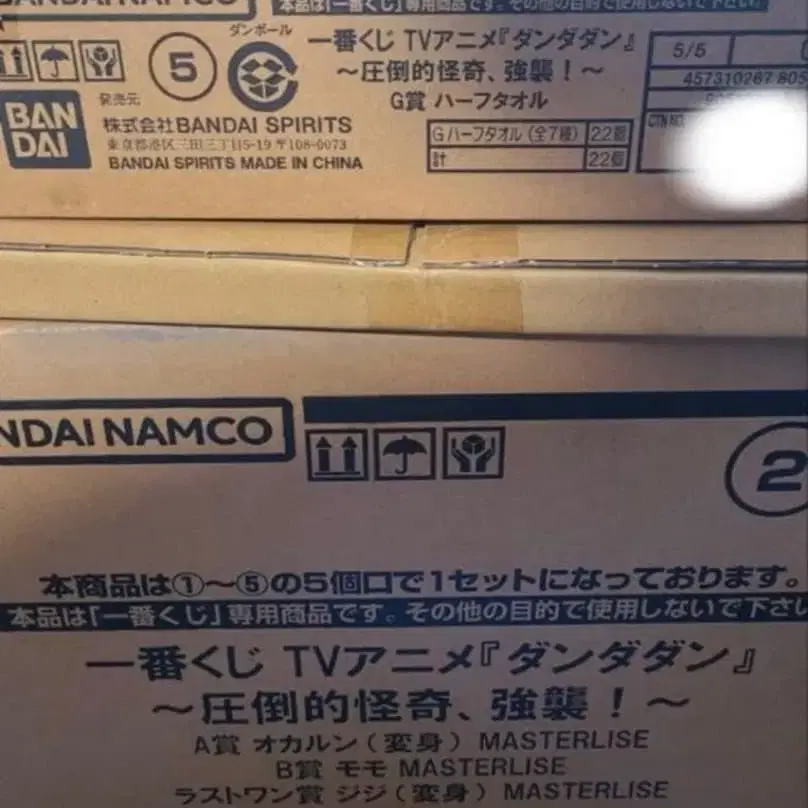 BANDAI NAMCO
本品は「一番くじ」専用商品です。その他の目的で使用しないで下さい。
5
ダンボール
一番くじ TVアニメ『ダンダダン』
～圧倒的怪奇、強襲！～
G賞 ハーフタオル
5/5
457310267 805
CTN NO.
BAN
DAI
発売元
株式会社BANDAI SPIRITS
東京都港区三田三丁目5-19 〒108-0073
BANDAI SPIRITS MADE IN CHINA
Gハーフタオル（全7種） 22個
計 22個
NDAI NAMCO
2
本商品は①～⑤の5個口で1セットになっております。
本品は「一番くじ」専用商品です。その他の目的で使用しないで下さい
一番くじ TVアニメ『ダンダダン』
～圧倒的怪奇、強襲！～
A賞 オカルン（変身）MASTERLISE
B賞 モモ MASTERLISE
ラストワン賞 ジジ（変身）MASTERLISE